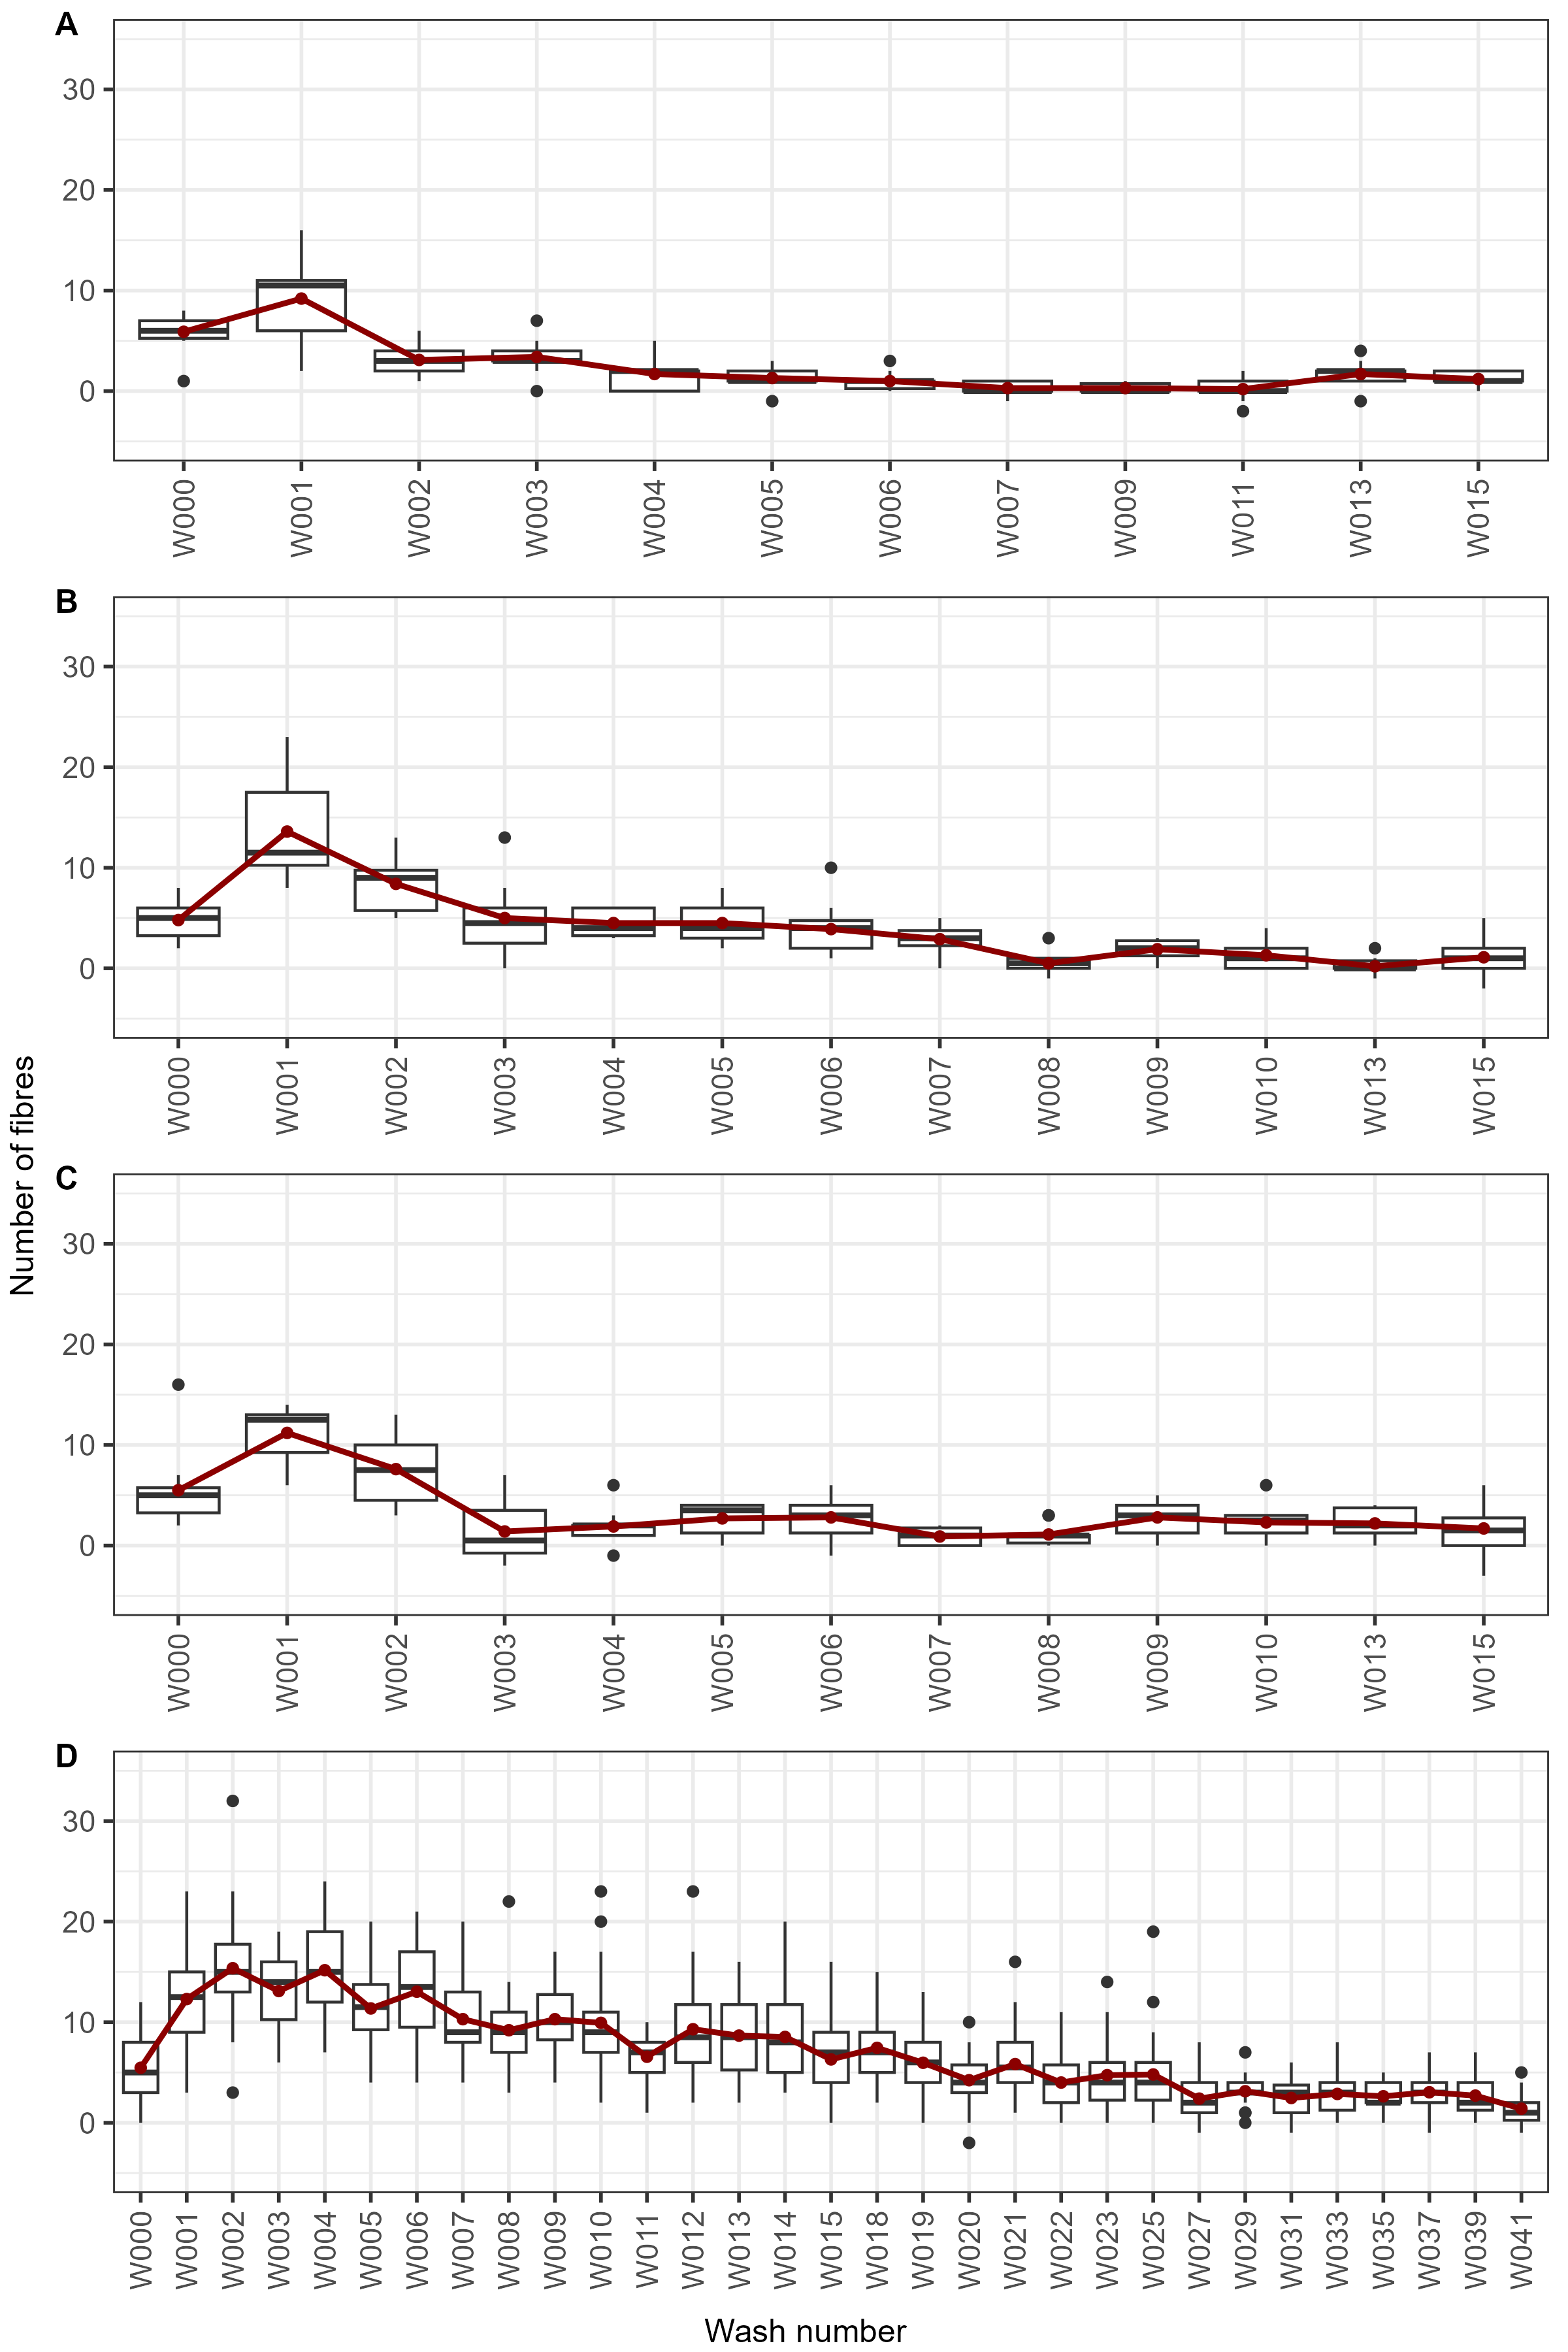 A
30
20
10
0
W000 W001 W002 W003 W004 W005 W006 W007 W009 W011 W013 W015
B
30
20
10
0
W000 W001 W002 W003 W004 W005 W006 W007 W008 W009 W010 W013 W015
Number of fibres
C
30
20
10
0
W000 W001 W002 W003 W004 W005 W006 W007 W008 W009 W010 W013 W015
D
30
20
10
0
W000 W001 W002 W003 W004 W005 W006 W007 W008 W009 W010 W011 W012 W013 W014 W015 W018 W019 W020 W021 W022 W023 W025 W027 W029 W031 W033 W035 W037 W039 W041
Wash number